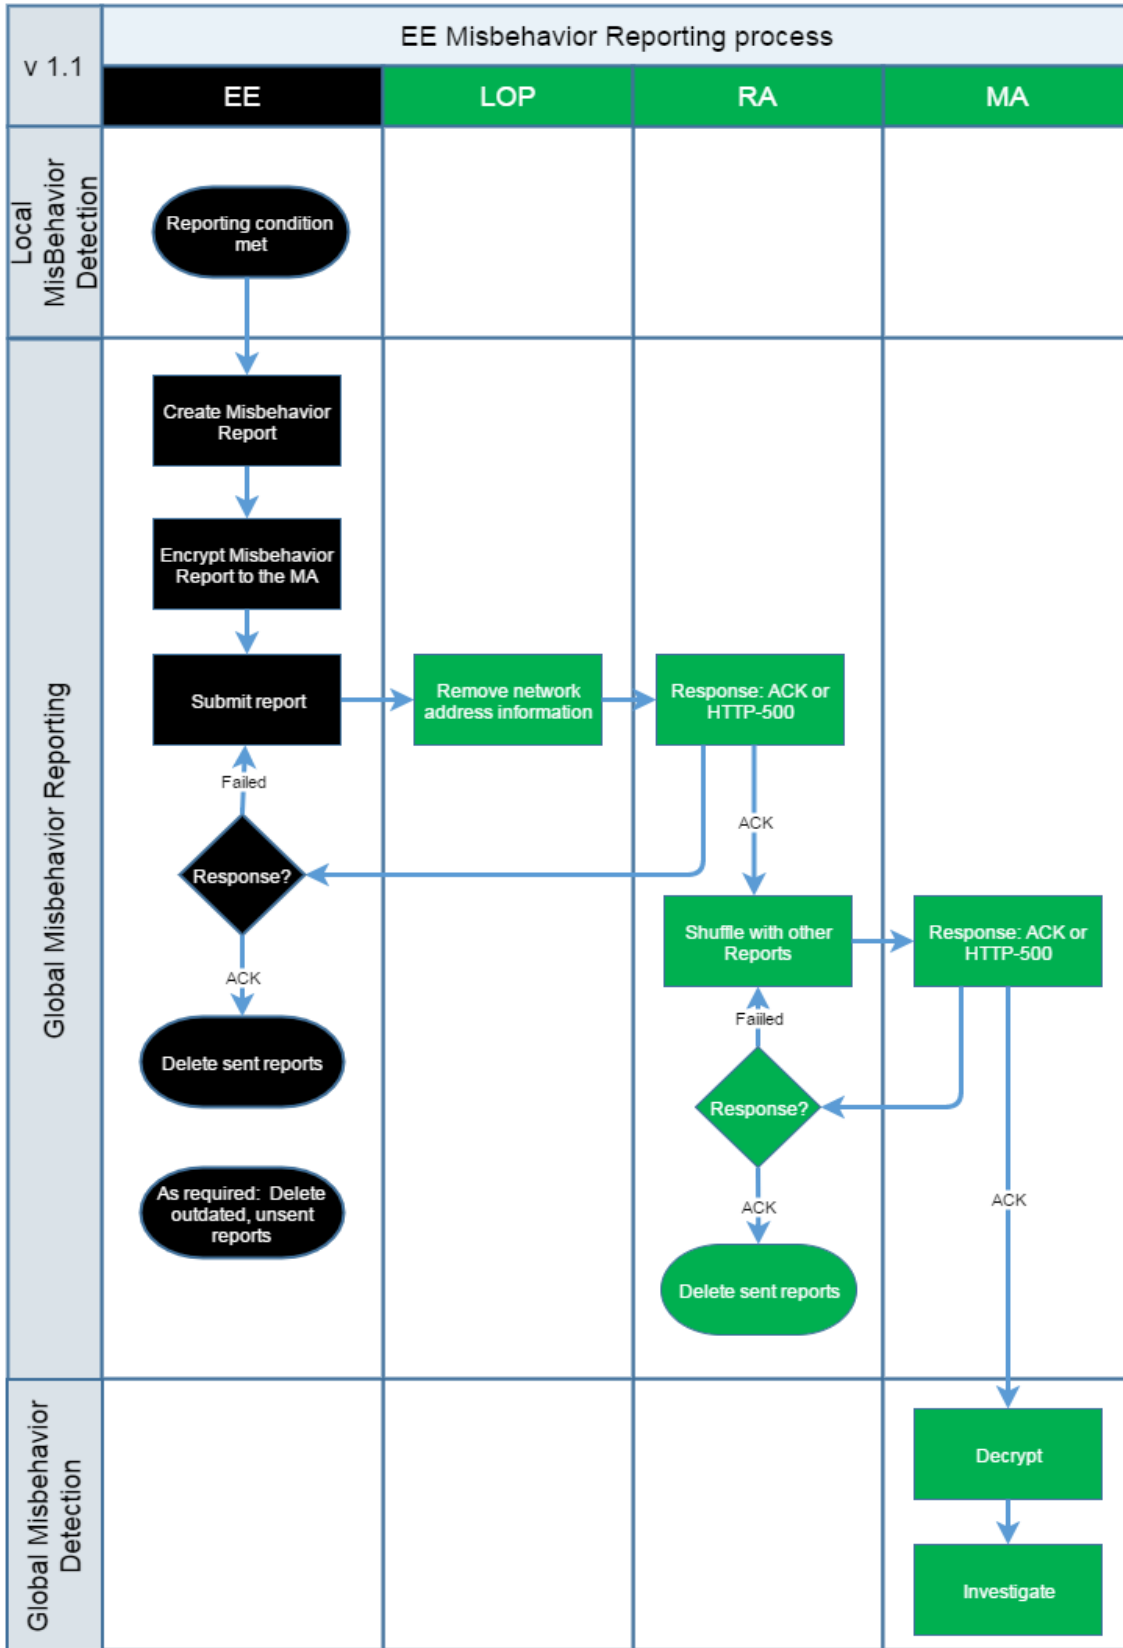 EE Misbehavior Reporting process
v 1.1
EE
LOP
RA
MA
Local
MisBehavior
Detection
Reporting condition
met
Global Misbehavior Reporting
Create Misbehavior
Report
Encrypt Misbehavior
Report to the MA
Submit report
Remove network
address information
Response: ACK or
HTTP-500
Failed
ACK
Response?
Shuffle with other
Reports
Response: ACK or
HTTP-500
ACK
Faiiled
Delete sent reports
Response?
As required:  Delete
outdated, unsent
reports
ACK
ACK
Delete sent reports
Global Misbehavior
Detection
Decrypt
Investigate